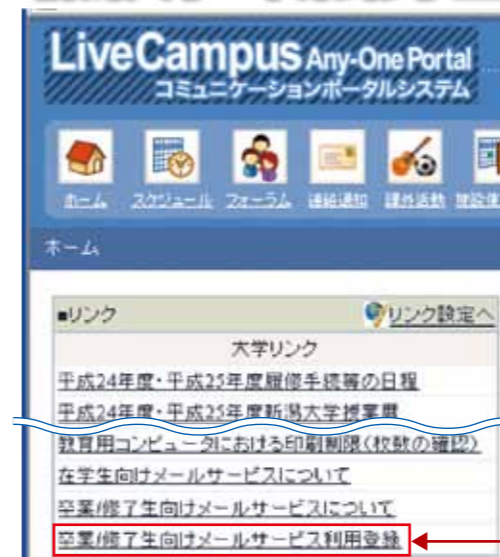 LiveCampus Any-One Portal
コミュニケーションポータルシステム
ホーム スケジュール フォーラム 連絡通知 課外活動
ホーム
■リンク リンク設定へ
大学リンク
平成24年度・平成25年度履修手続等の日程
平成24年度・平成25年度新潟大学授業暦
教育用コンピュータにおける印刷制限(枚数の確認)
在学生向けメールサービスについて
卒業/修了生向けメールサービスについて
卒業/修了生向けメールサービス利用登録